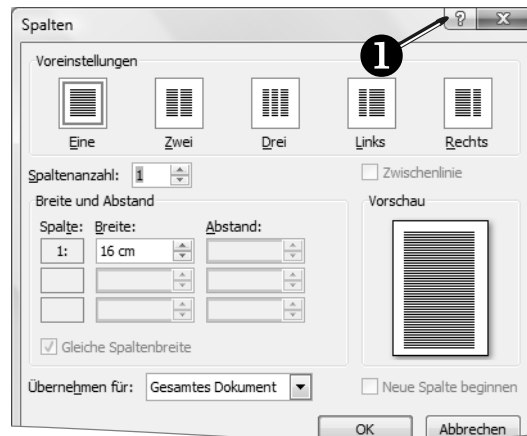 Spalten ? X
1
Voreinstellungen
Eine Zwei Drei Links Rechts
Spaltenanzahl: 1 Zwischenlinie
Breite und Abstand Vorschau
Spalte: Breite: Abstand:
1: 16 cm
Gleiche Spaltenbreite
Übernehmen für: Gesamtes Dokument Neue Spalte beginnen
OK Abbrechen